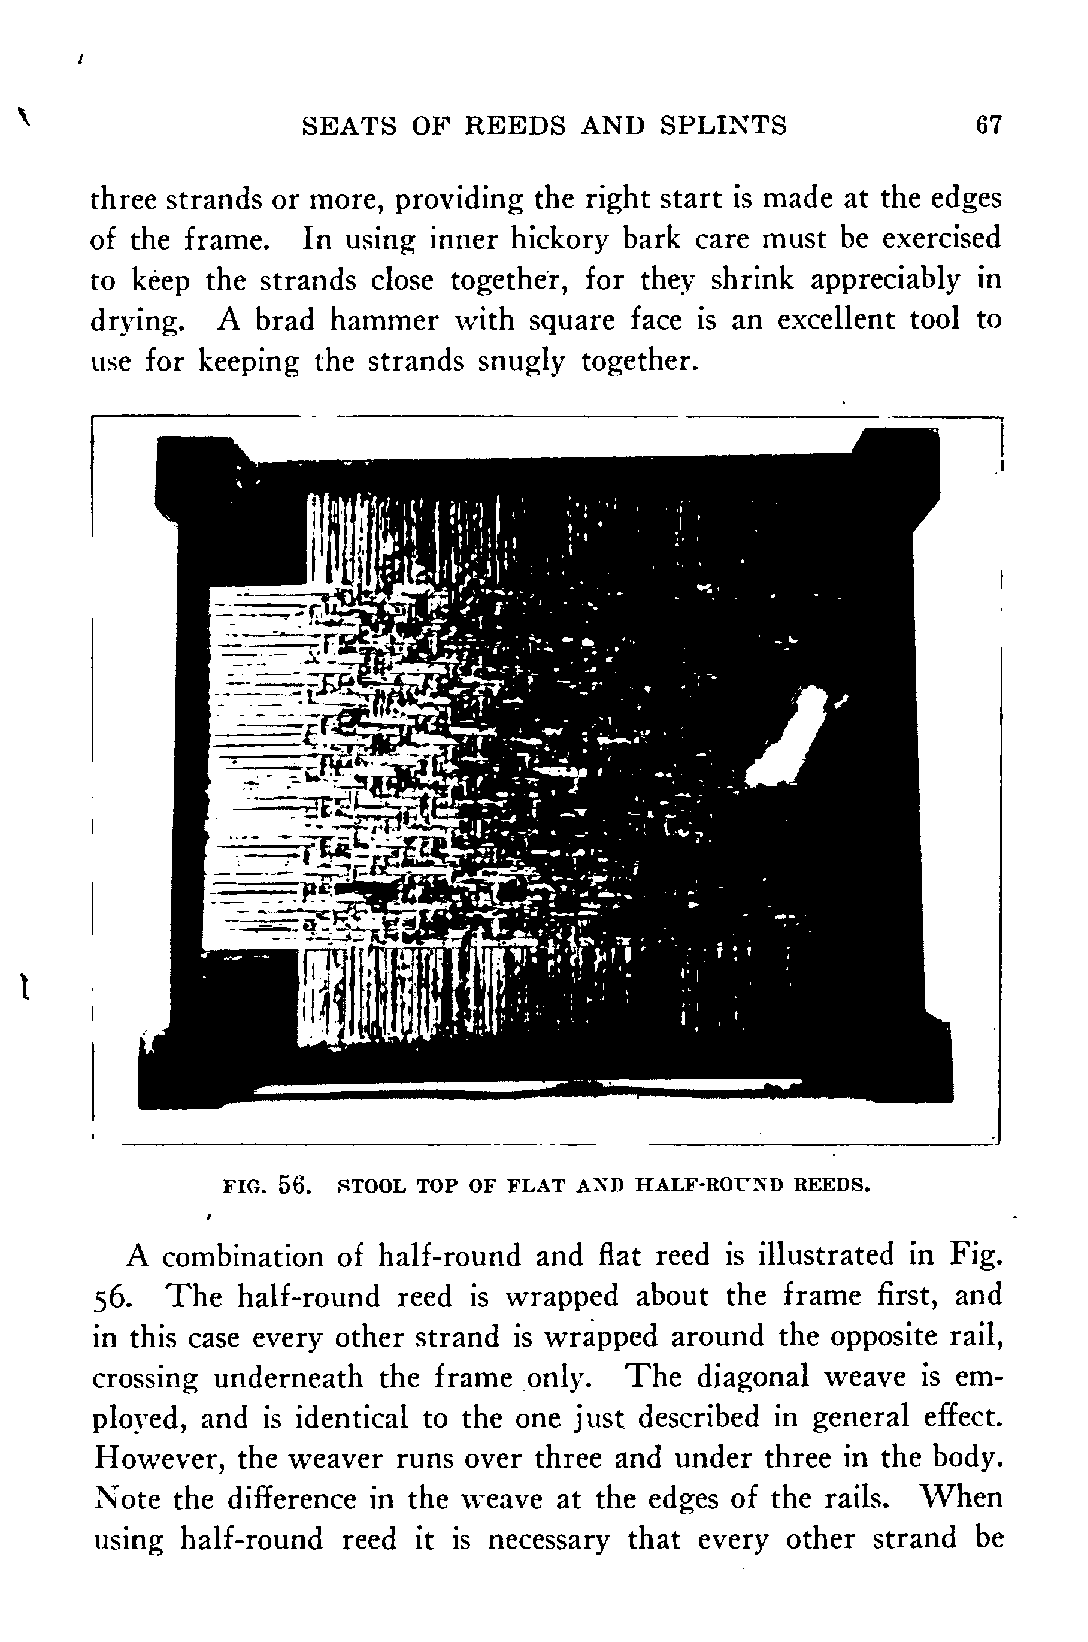 SEATS OF REEDS AND SPLINTS 67
three strands or more, providing the right start is made at the edges
of the frame. In using inner hickory bark care must be exercised
to keep the strands close together, for they shrink appreciably in
drying. A brad hammer with square face is an excellent tool to
use for keeping the strands snugly together.
FIG. 56. STOOL TOP OF FLAT AND HALF-ROUND REEDS.
A combination of half-round and flat reed is illustrated in Fig.
56. The half-round reed is wrapped about the frame first, and
in this case every other strand is wrapped around the opposite rail,
crossing underneath the frame only. The diagonal weave is em-
ployed, and is identical to the one just described in general effect.
However, the weaver runs over three and under three in the body.
Note the difference in the weave at the edges of the rails. When
using half-round reed it is necessary that every other strand be